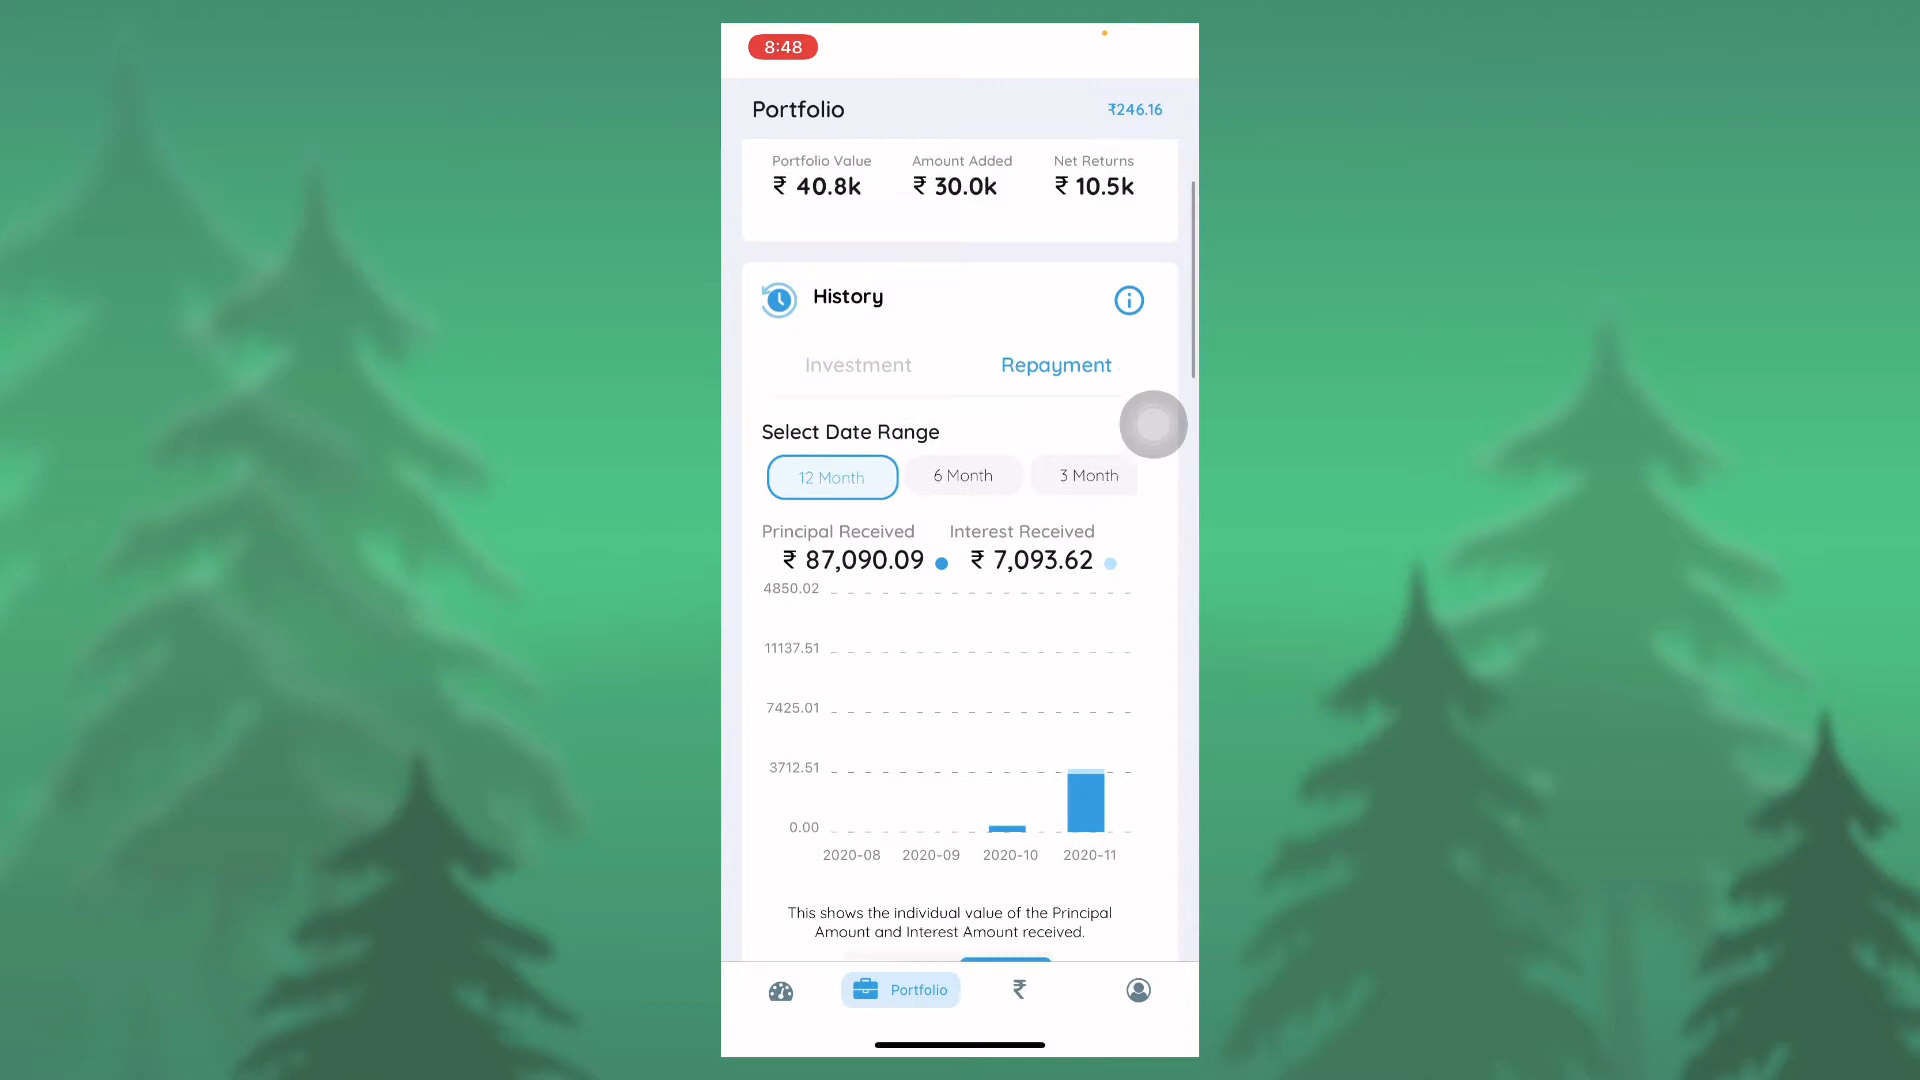 8:48
Portfolio ₹246.16
Portfolio Value Amount Added Net Returns
₹ 40.8k ₹ 30.0k ₹ 10.5k
History
Investment Repayment
Select Date Range
12 Month 6 Month 3 Month
Principal Received Interest Received
₹ 87,090.09 ₹ 7,093.62
4850.02
11137.51
7425.01
3712.51
0.00
2020-08 2020-09 2020-10 2020-11
This shows the individual value of the Principal
Amount and Interest Amount received.
Portfolio ₹